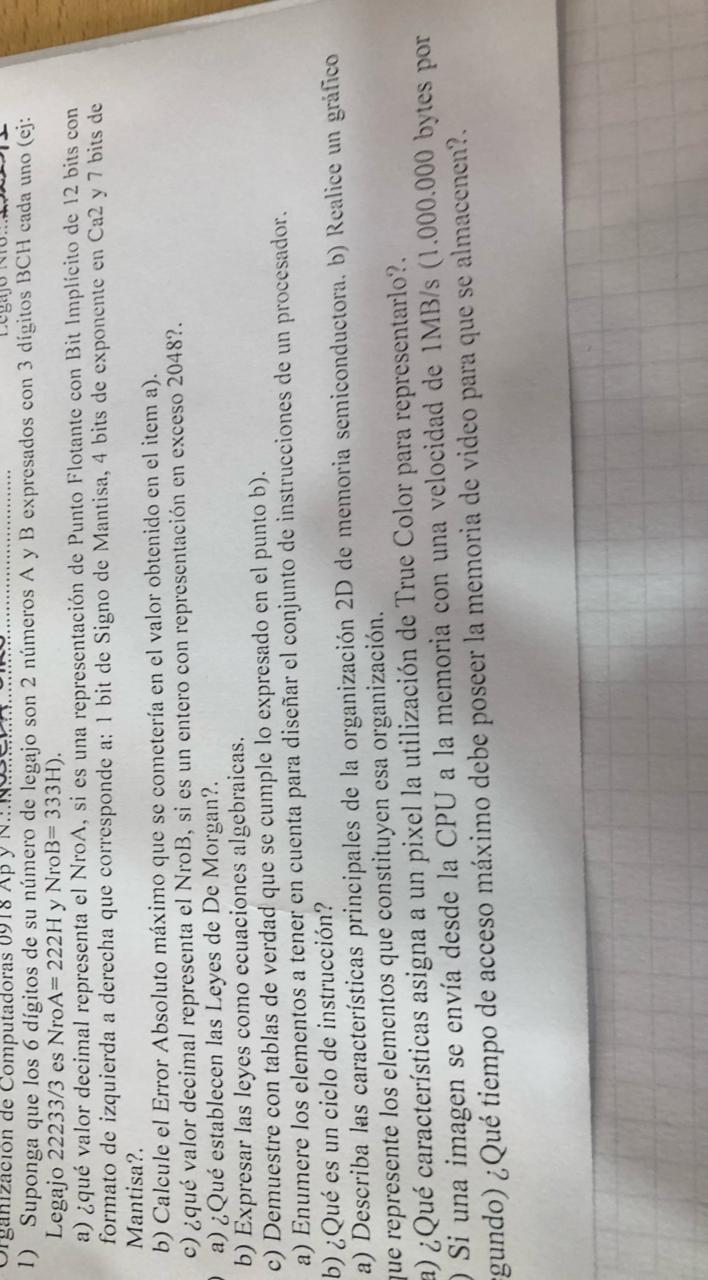 Organización de Computadoras 0918 Ap y N.:
Legajo Nro.:
1) Suponga que los 6 dígitos de su número de legajo son 2 números A y B expresados con 3 dígitos BCH cada uno (ej:
Legajo 22233/3 es NroA= 222H y NroB= 333H).
a) ¿qué valor decimal representa el NroA, si es una representación de Punto Flotante con Bit Implícito de 12 bits con
formato de izquierda a derecha que corresponde a: 1 bit de Signo de Mantisa, 4 bits de exponente en Ca2 y 7 bits de
Mantisa?.
b) Calcule el Error Absoluto máximo que se cometería en el valor obtenido en el item a).
c) ¿qué valor decimal representa el NroB, si es un entero con representación en exceso 2048?.
) a) ¿Qué establecen las Leyes de De Morgan?.
b) Expresar las leyes como ecuaciones algebraicas.
c) Demuestre con tablas de verdad que se cumple lo expresado en el punto b).
a) Enumere los elementos a tener en cuenta para diseñar el conjunto de instrucciones de un procesador.
b) ¿Qué es un ciclo de instrucción?
a) Describa las características principales de la organización 2D de memoria semiconductora. b) Realice un gráfico
que represente los elementos que constituyen esa organización.
a) ¿Qué características asigna a un pixel la utilización de True Color para representarlo?.
) Si una imagen se envía desde la CPU a la memoria con una velocidad de 1MB/s (1.000.000 bytes por
egundo) ¿Qué tiempo de acceso máximo debe poseer la memoria de video para que se almacenen?.